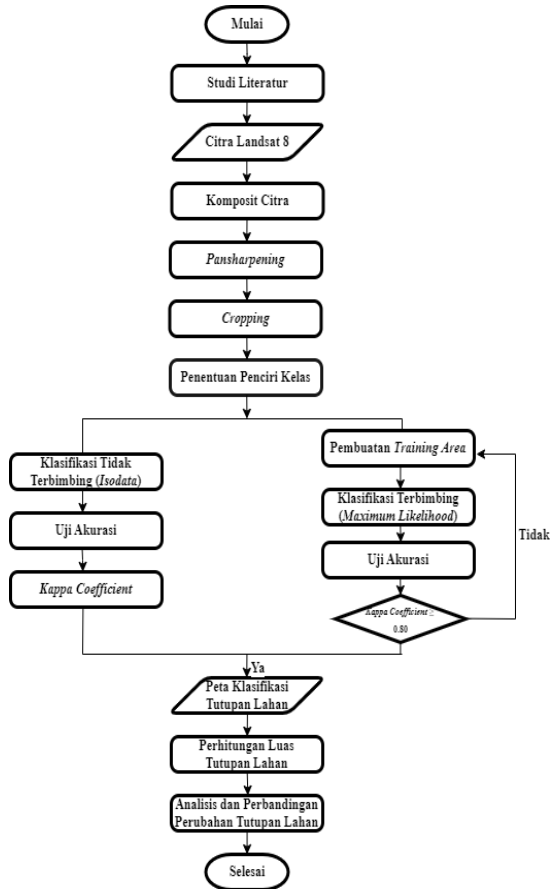 Mulai
Studi Literatur
Citra Landsat 8
Komposit Citra
Pansharpening
Cropping
Penentuan Penciri Kelas
Klasifikasi Tidak
Terbimbing (Isodata)
Uji Akurasi
Kappa Coefficient
Pembuatan Training Area
Klasifikasi Terbimbing
(Maximum Likelihood)
Uji Akurasi
Kappa Coefficient ≥
0.80
Tidak
Ya
Peta Klasifikasi
Tutupan Lahan
Perhitungan Luas
Tutupan Lahan
Analisis dan Perbandingan
Perubahan Tutupan Lahan
Selesai